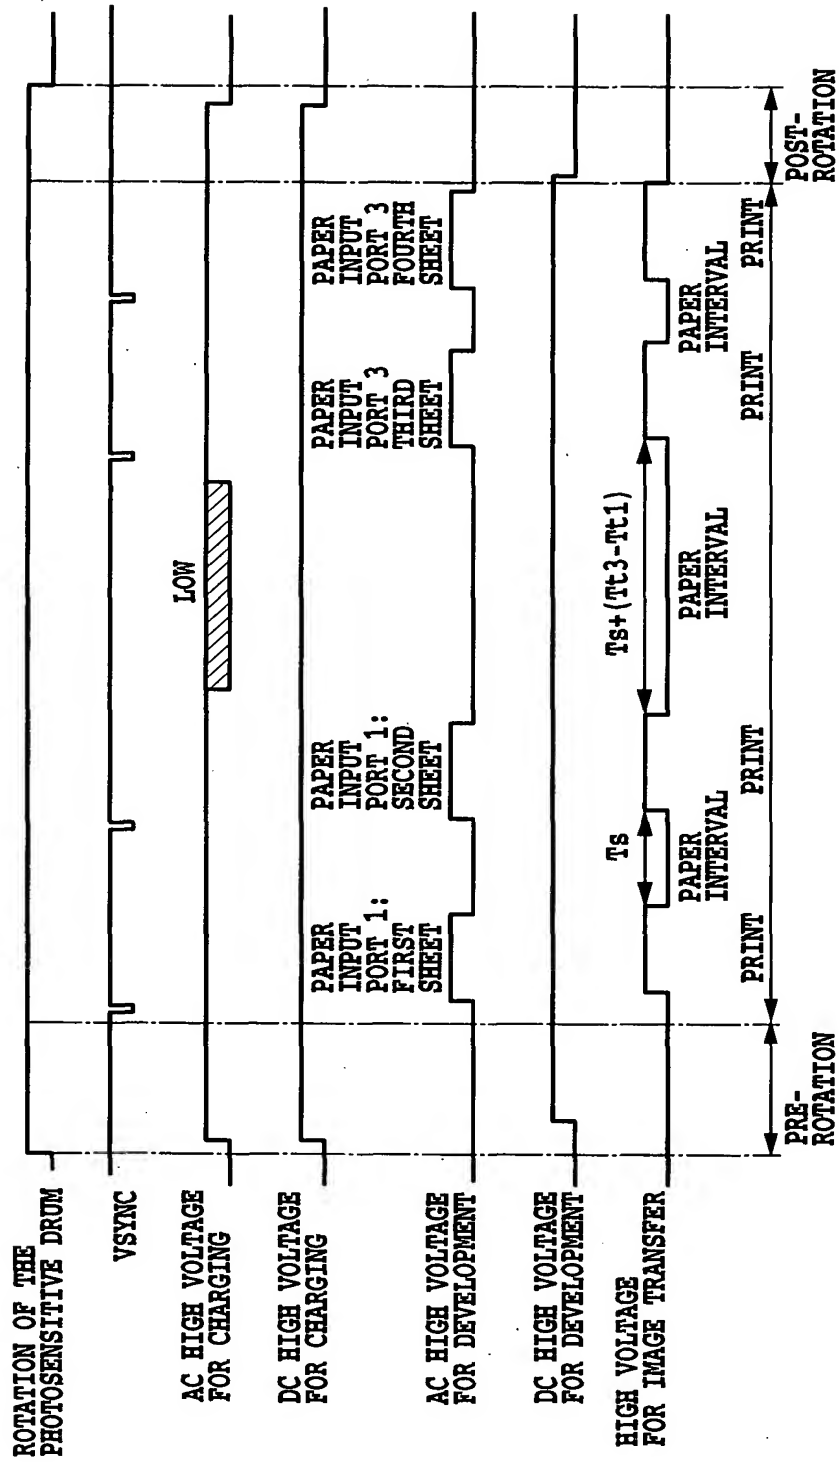 ROTATION OF THE
PHOTOSENSITIVE DRUM
VSYNC
AC HIGH VOLTAGE
FOR CHARGING
LOW
DC HIGH VOLTAGE
FOR CHARGING
PAPER
INPUT
PORT 1:
FIRST
SHEET
PAPER
INPUT
PORT 1:
SECOND
SHEET
PAPER
INPUT
PORT 3
THIRD
SHEET
PAPER
INPUT
PORT 3
FOURTH
SHEET
AC HIGH VOLTAGE
FOR DEVELOPMENT
DC HIGH VOLTAGE
FOR DEVELOPMENT
HIGH VOLTAGE
FOR IMAGE TRANSFER
Ts
Ts+(Tt3-Tt1)
PAPER
INTERVAL
PAPER
INTERVAL
PAPER
INTERVAL
PRINT
PRINT
PRINT
PRINT
PRE-
ROTATION
POST-
ROTATION